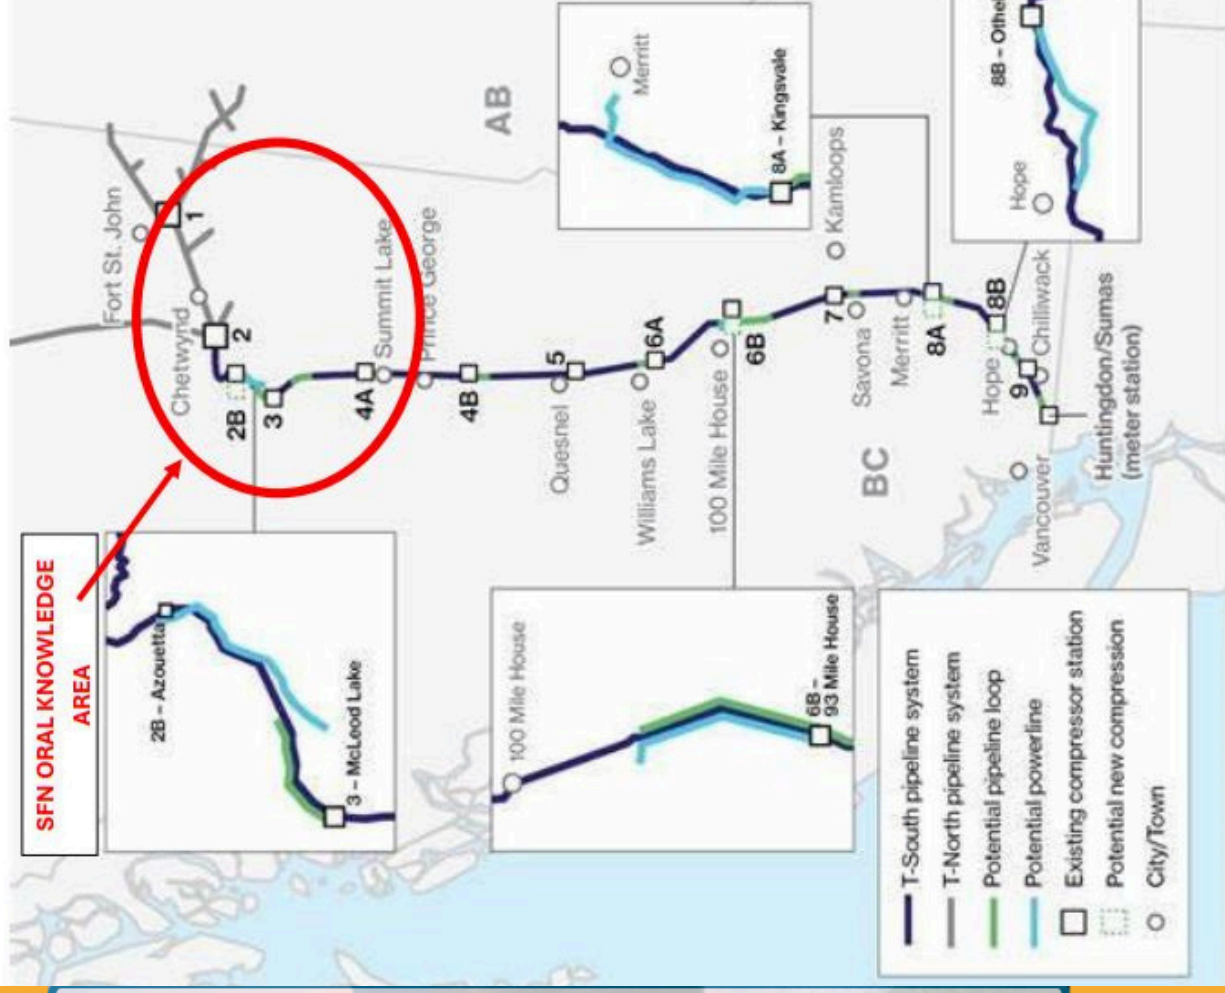 SFN ORAL KNOWLEDGE
AREA
Fort St. John
1
Chetwynd
2
2B
3
Summit Lake
4A
Prince George
4B
Quesnel
5
Williams Lake
6A
100 Mile House
6B
Kamloops
7
Savona
Merritt
8A
8B
Hope
Chilliwack
9
Huntingdon/Sumas
(meter station)
Vancouver
AB
BC
2B – Azouetta
3 – McLeod Lake
100 Mile House
6B –
93 Mile House
Merritt
8A – Kingsvale
8B –
Hope
T-South pipeline system
T-North pipeline system
Potential pipeline loop
Potential powerline
Existing compressor station
Potential new compression
City/Town